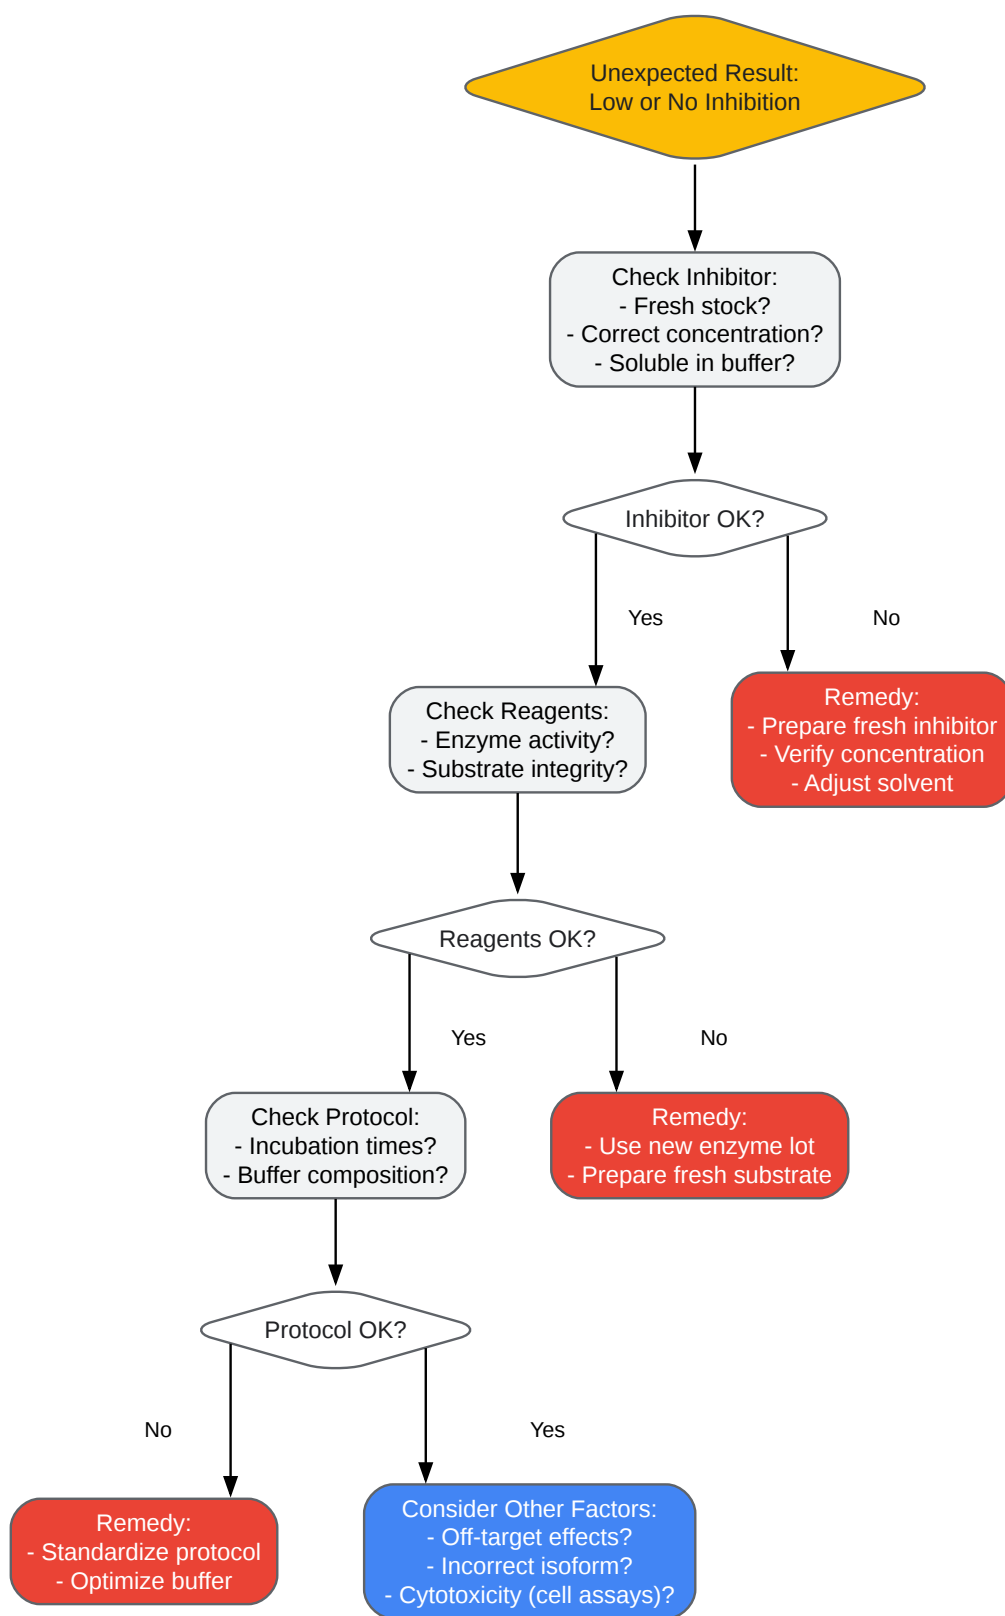 Unexpected Result:
Low or No Inhibition
Check Inhibitor:
- Fresh stock?
- Correct concentration?
- Soluble in buffer?
Inhibitor OK?
Yes
No
Check Reagents:
- Enzyme activity?
- Substrate integrity?
Remedy:
- Prepare fresh inhibitor
- Verify concentration
- Adjust solvent
Reagents OK?
Yes
No
Check Protocol:
- Incubation times?
- Buffer composition?
Remedy:
- Use new enzyme lot
- Prepare fresh substrate
Protocol OK?
No
Yes
Remedy:
- Standardize protocol
- Optimize buffer
Consider Other Factors:
- Off-target effects?
- Incorrect isoform?
- Cytotoxicity (cell assays)?